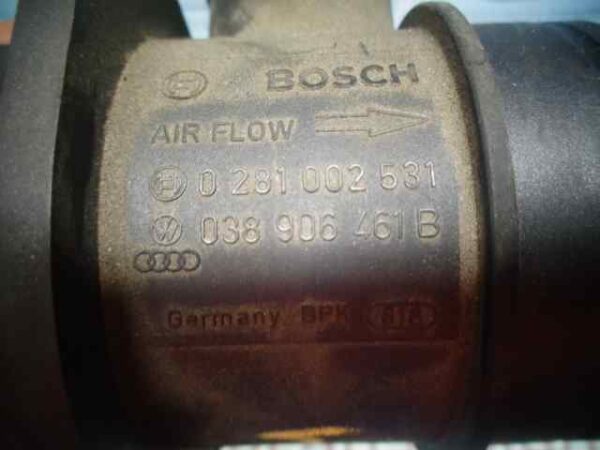 BOSCH
AIR FLOW
0 281 002 531
038 906 461 B
Germany BPK